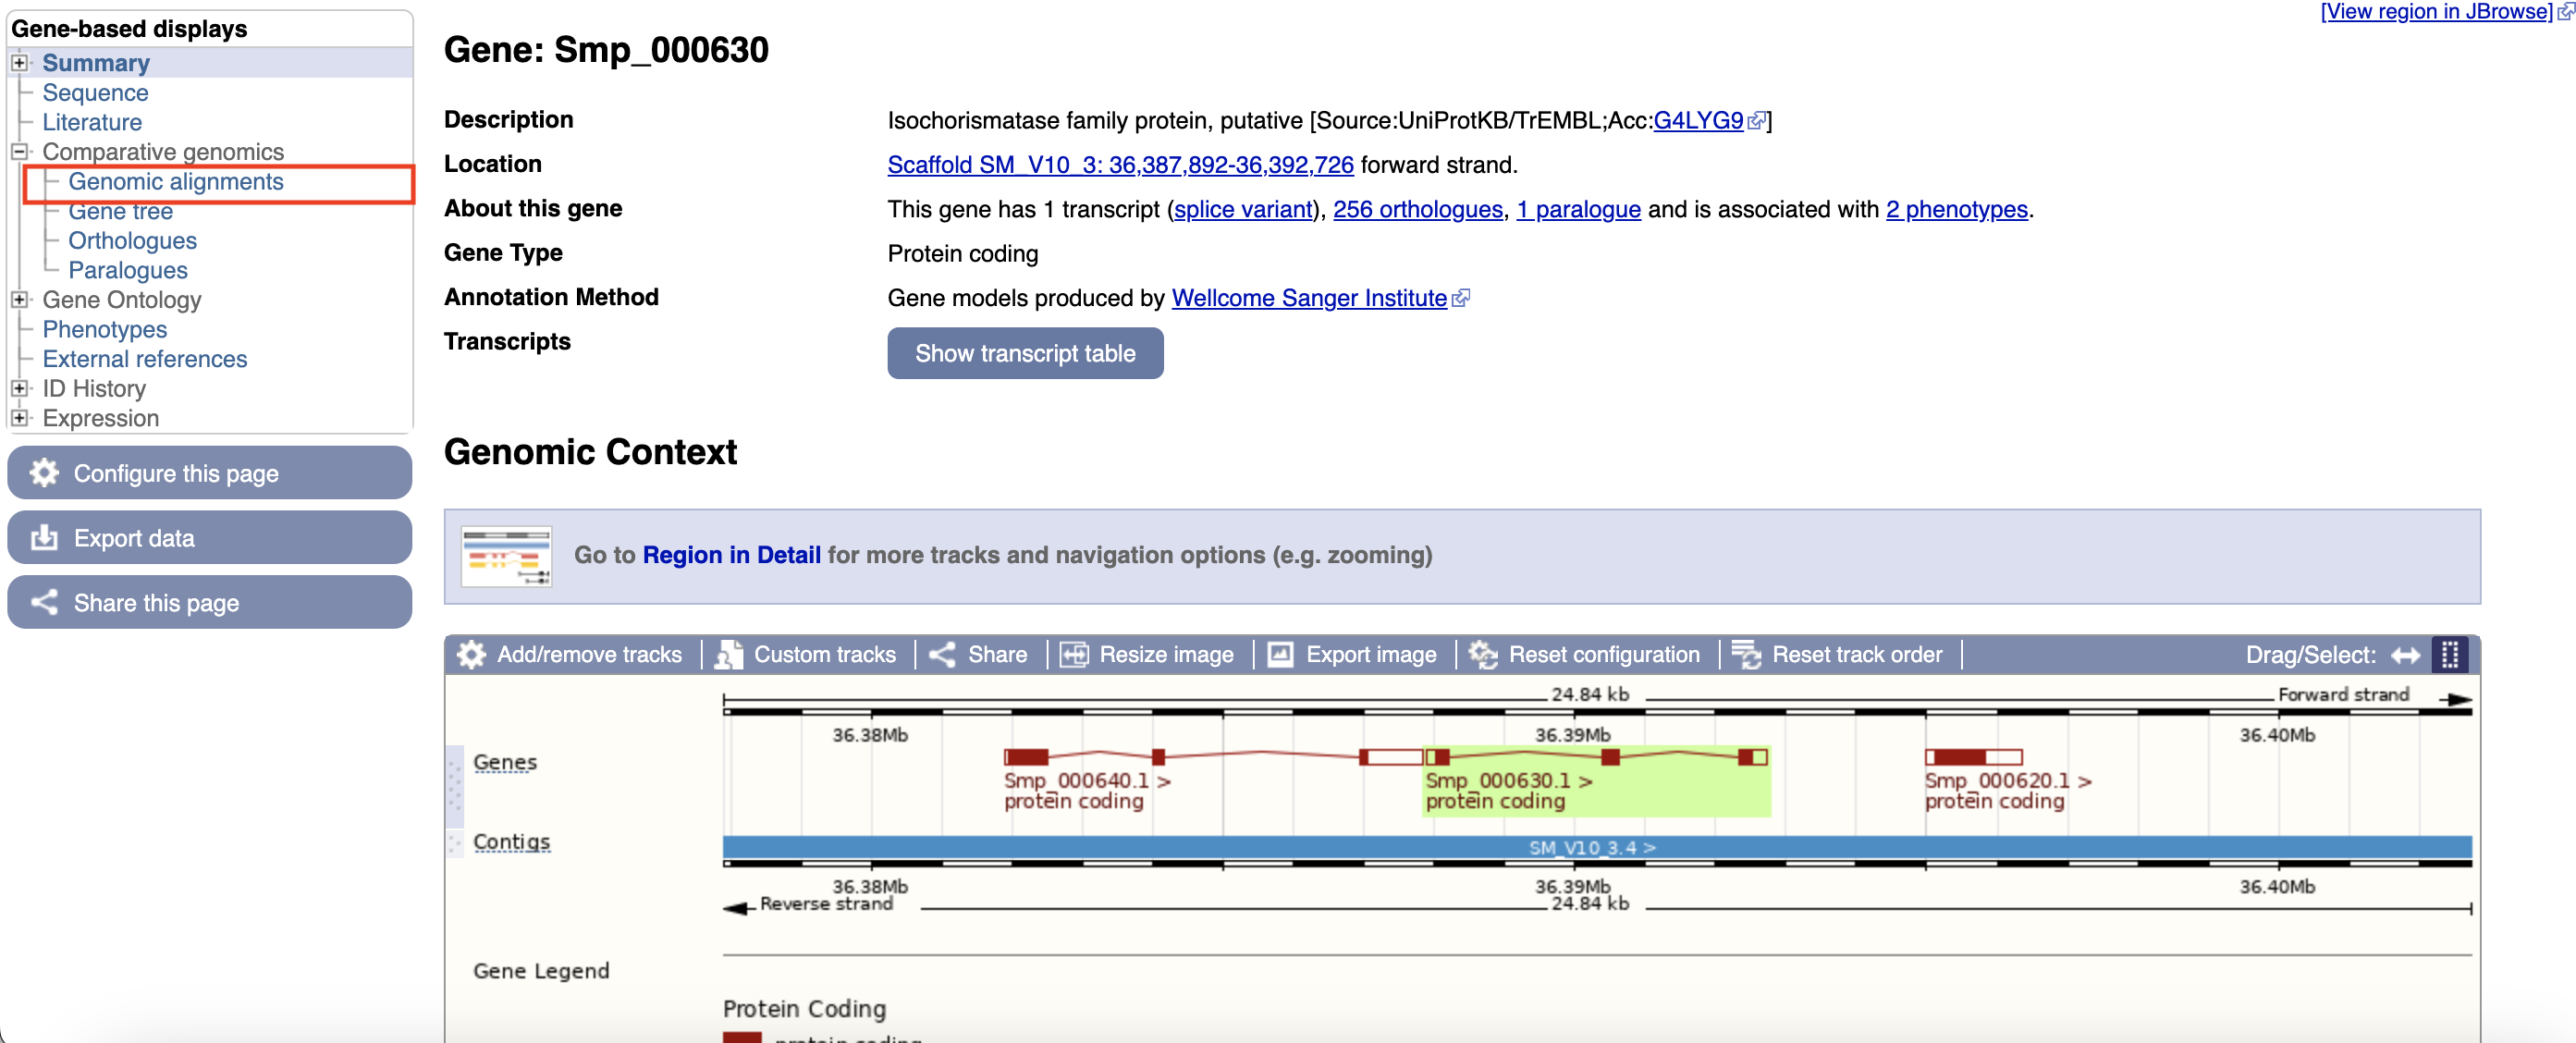 [View region in JBrowse]
Gene-based displays
Summary
Sequence
Literature
Comparative genomics
Genomic alignments
Gene tree
Orthologues
Paralogues
Gene Ontology
Phenotypes
External references
ID History
Expression
Configure this page
Export data
Share this page
Gene: Smp_000630
Description Isochorismatase family protein, putative [Source:UniProtKB/TrEMBL;Acc:G4LYG9]
Location Scaffold SM_V10_3: 36,387,892-36,392,726 forward strand.
About this gene This gene has 1 transcript (splice variant), 256 orthologues, 1 paralogue and is associated with 2 phenotypes.
Gene Type Protein coding
Annotation Method Gene models produced by Wellcome Sanger Institute
Transcripts Show transcript table
Genomic Context
Go to Region in Detail for more tracks and navigation options (e.g. zooming)
Add/remove tracks Custom tracks Share Resize image Export image Reset configuration Reset track order Drag/Select:
24.84 kb Forward strand
36.38Mb 36.39Mb 36.40Mb
Genes
Smp_000640.1 > Smp_000630.1 > Smp_000620.1 >
protein coding protein coding protein coding
Contigs SM_V10_3.4 >
36.38Mb 36.39Mb 36.40Mb
Reverse strand 24.84 kb
Gene Legend
Protein Coding
protein coding